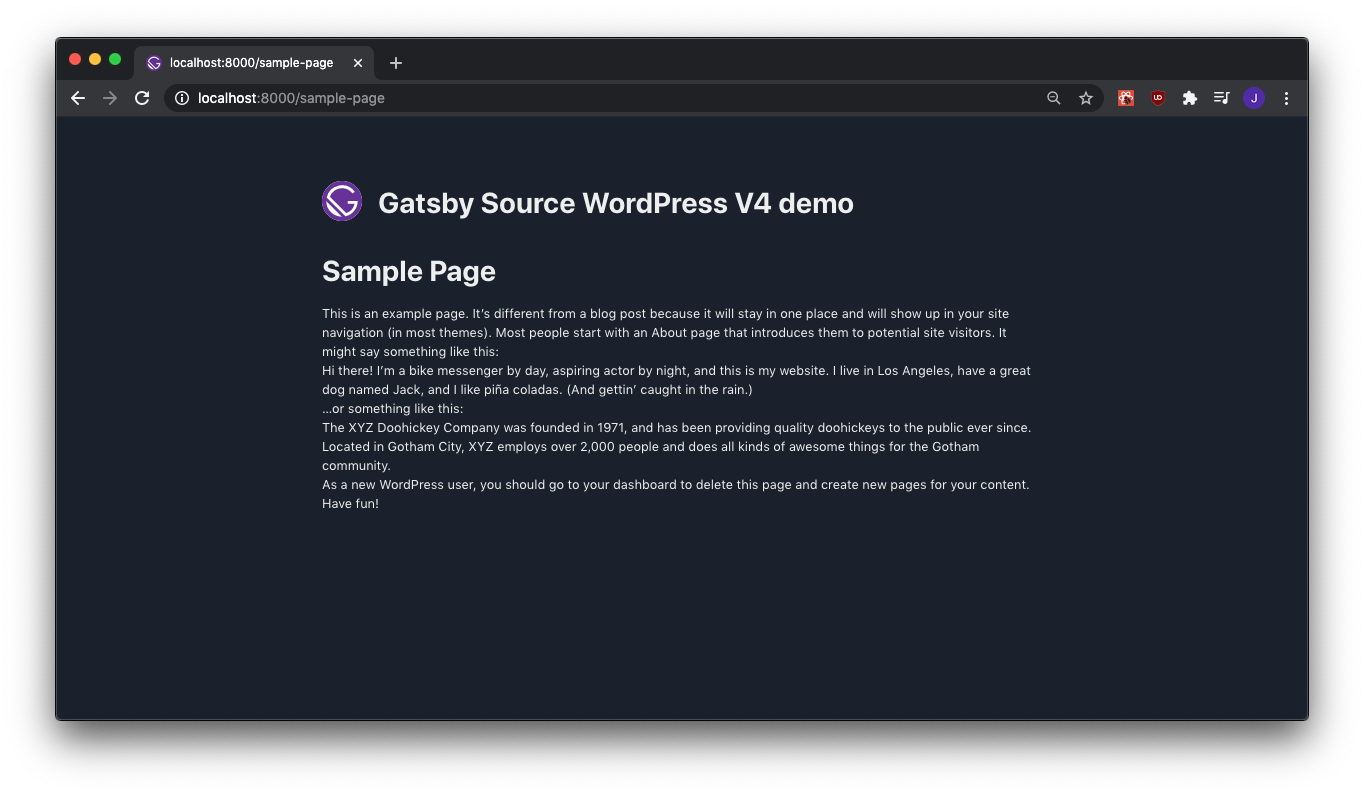 localhost:8000/sample-page
localhost:8000/sample-page
UD
J
Gatsby Source WordPress V4 demo
Sample Page
This is an example page. It’s different from a blog post because it will stay in one place and will show up in your site
navigation (in most themes). Most people start with an About page that introduces them to potential site visitors. It
might say something like this:
Hi there! I’m a bike messenger by day, aspiring actor by night, and this is my website. I live in Los Angeles, have a great
dog named Jack, and I like piña coladas. (And gettin’ caught in the rain.)
…or something like this:
The XYZ Doohickey Company was founded in 1971, and has been providing quality doohickeys to the public ever since.
Located in Gotham City, XYZ employs over 2,000 people and does all kinds of awesome things for the Gotham
community.
As a new WordPress user, you should go to your dashboard to delete this page and create new pages for your content.
Have fun!